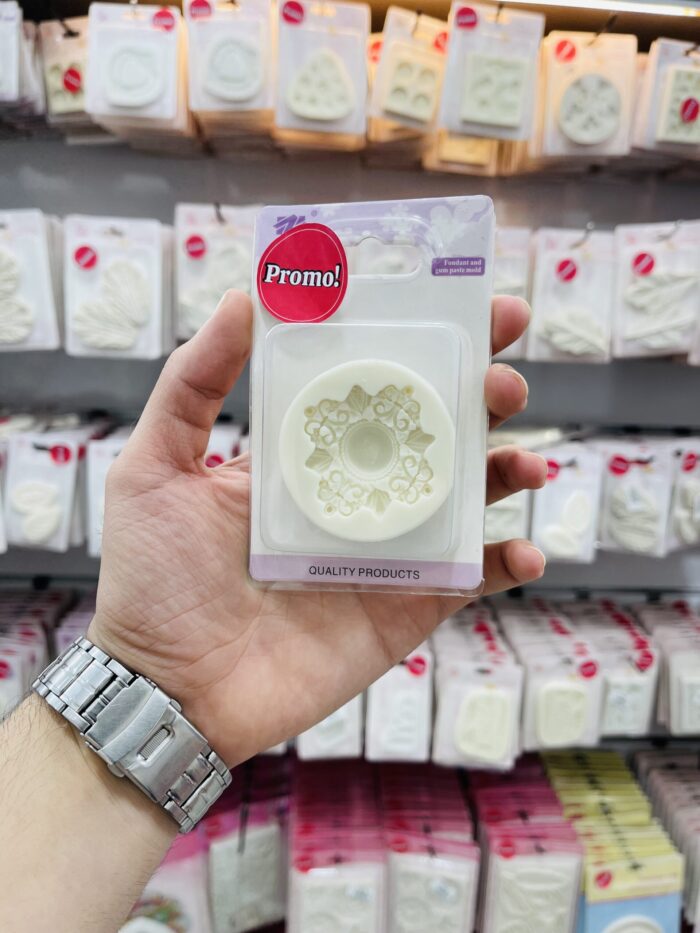 Promo!
Fondant and
gum paste mold
QUALITY PRODUCTS